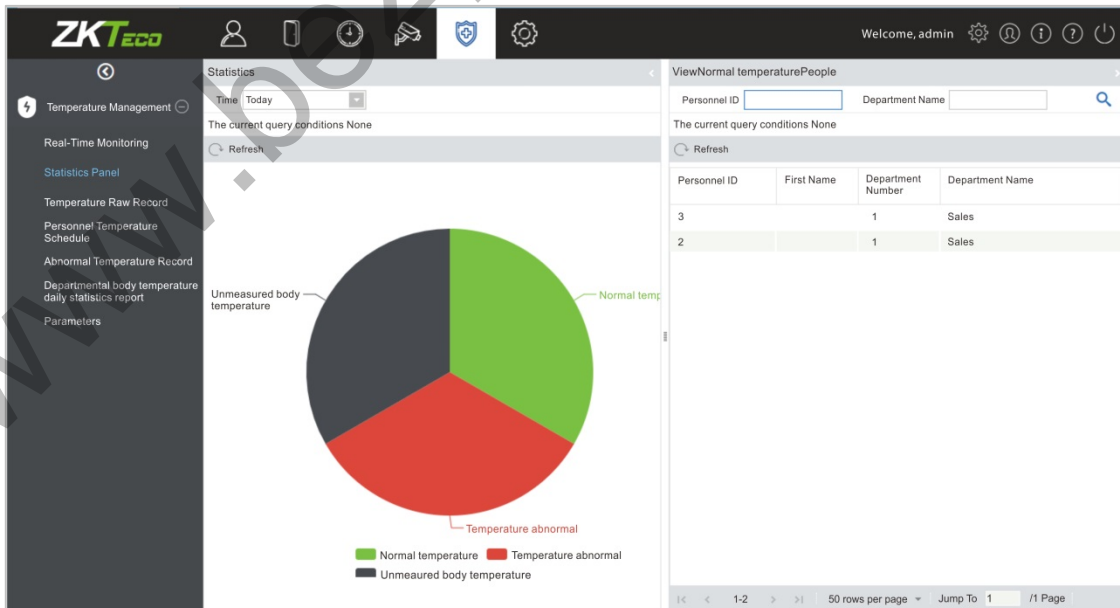 ZKTECO
Welcome, admin
Temperature Management
Real-Time Monitoring
Statistics Panel
Temperature Raw Record
Personnel Temperature
Schedule
Abnormal Temperature Record
Departmental body temperature
daily statistics report
Parameters
Statistics
Time Today
The current query conditions None
Refresh
Unmeasured body
temperature
Normal temp
Temperature abnormal
Normal temperature Temperature abnormal
Unmeaured body temperature
ViewNormal temperaturePeople
Personnel ID Department Name
The current query conditions None
Refresh
Personnel ID First Name Department Number Department Name
3 1 Sales
2 1 Sales
1-2 50 rows per page Jump To 1 /1 Page